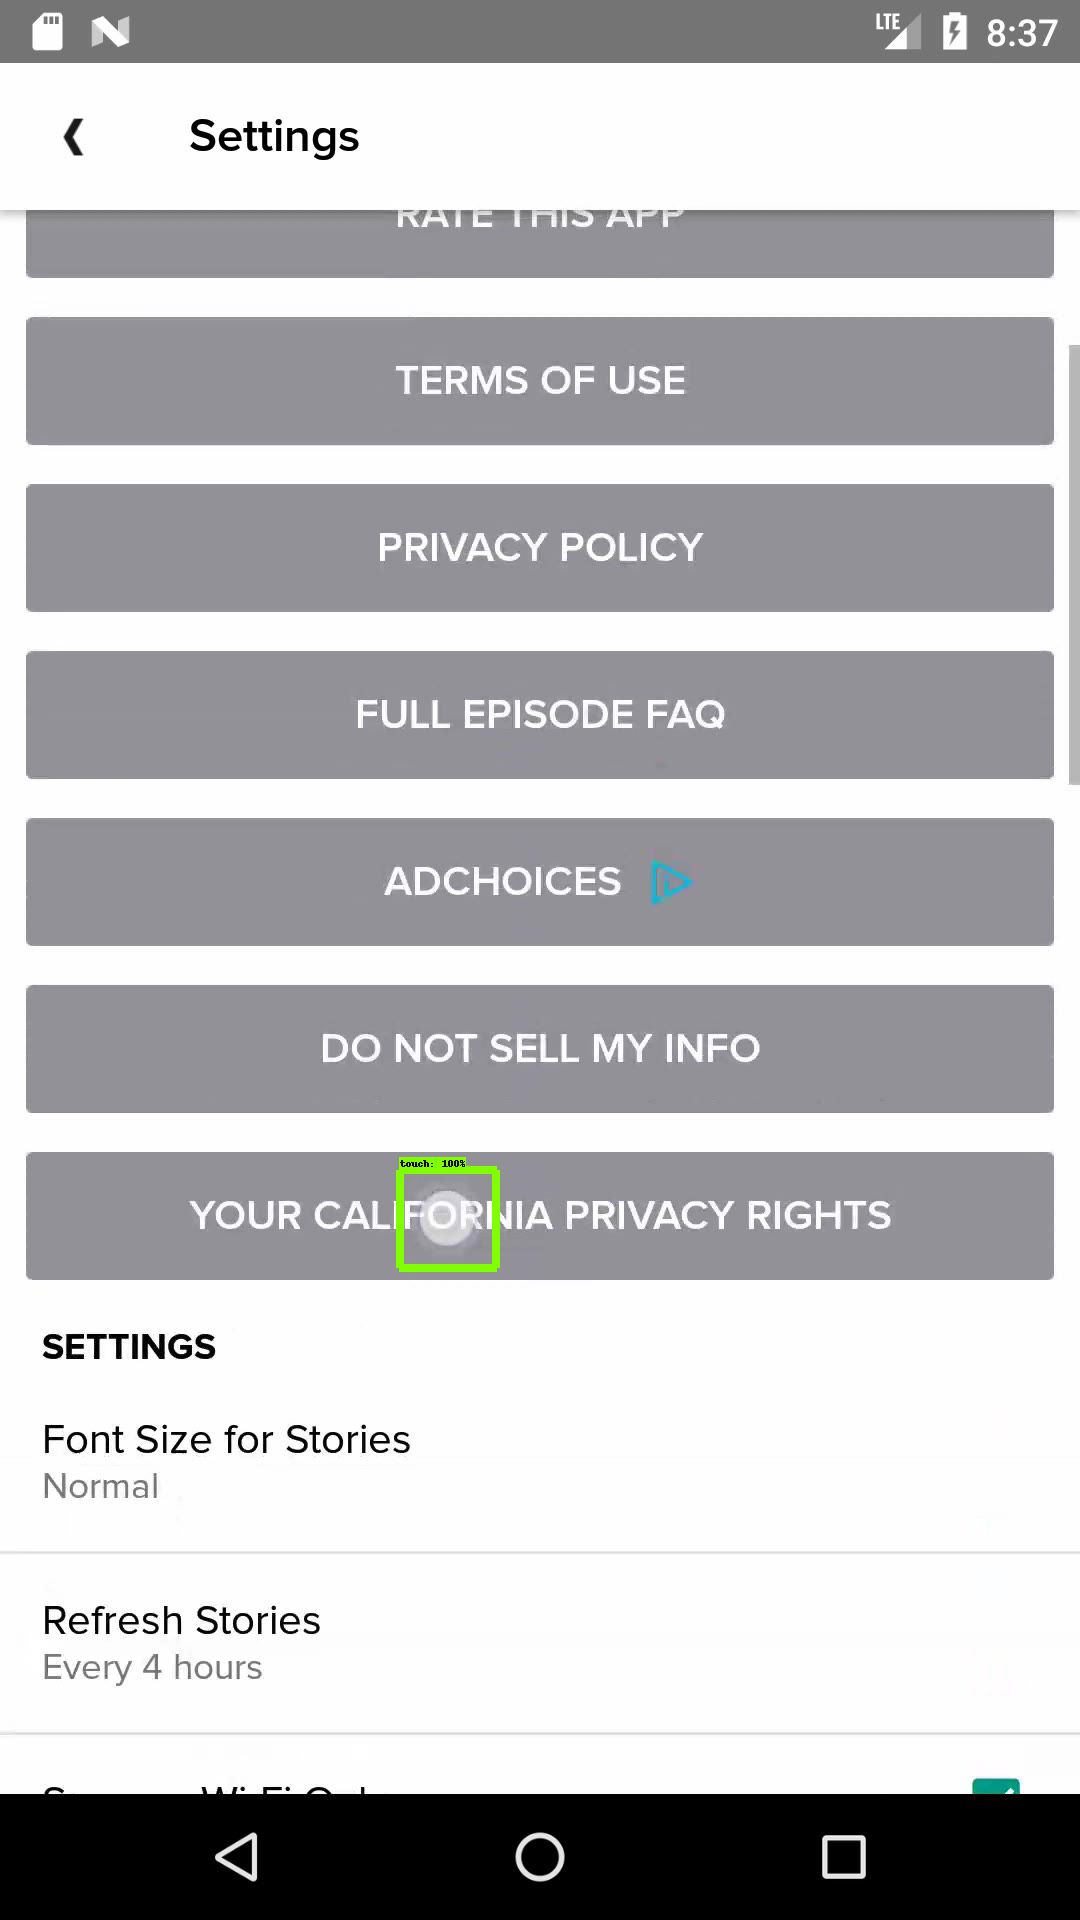 LTE 8:37
Settings
RATE THIS APP
TERMS OF USE
PRIVACY POLICY
FULL EPISODE FAQ
ADCHOICES
DO NOT SELL MY INFO
touch: 100%
YOUR CALIFORNIA PRIVACY RIGHTS
SETTINGS
Font Size for Stories
Normal
Refresh Stories
Every 4 hours